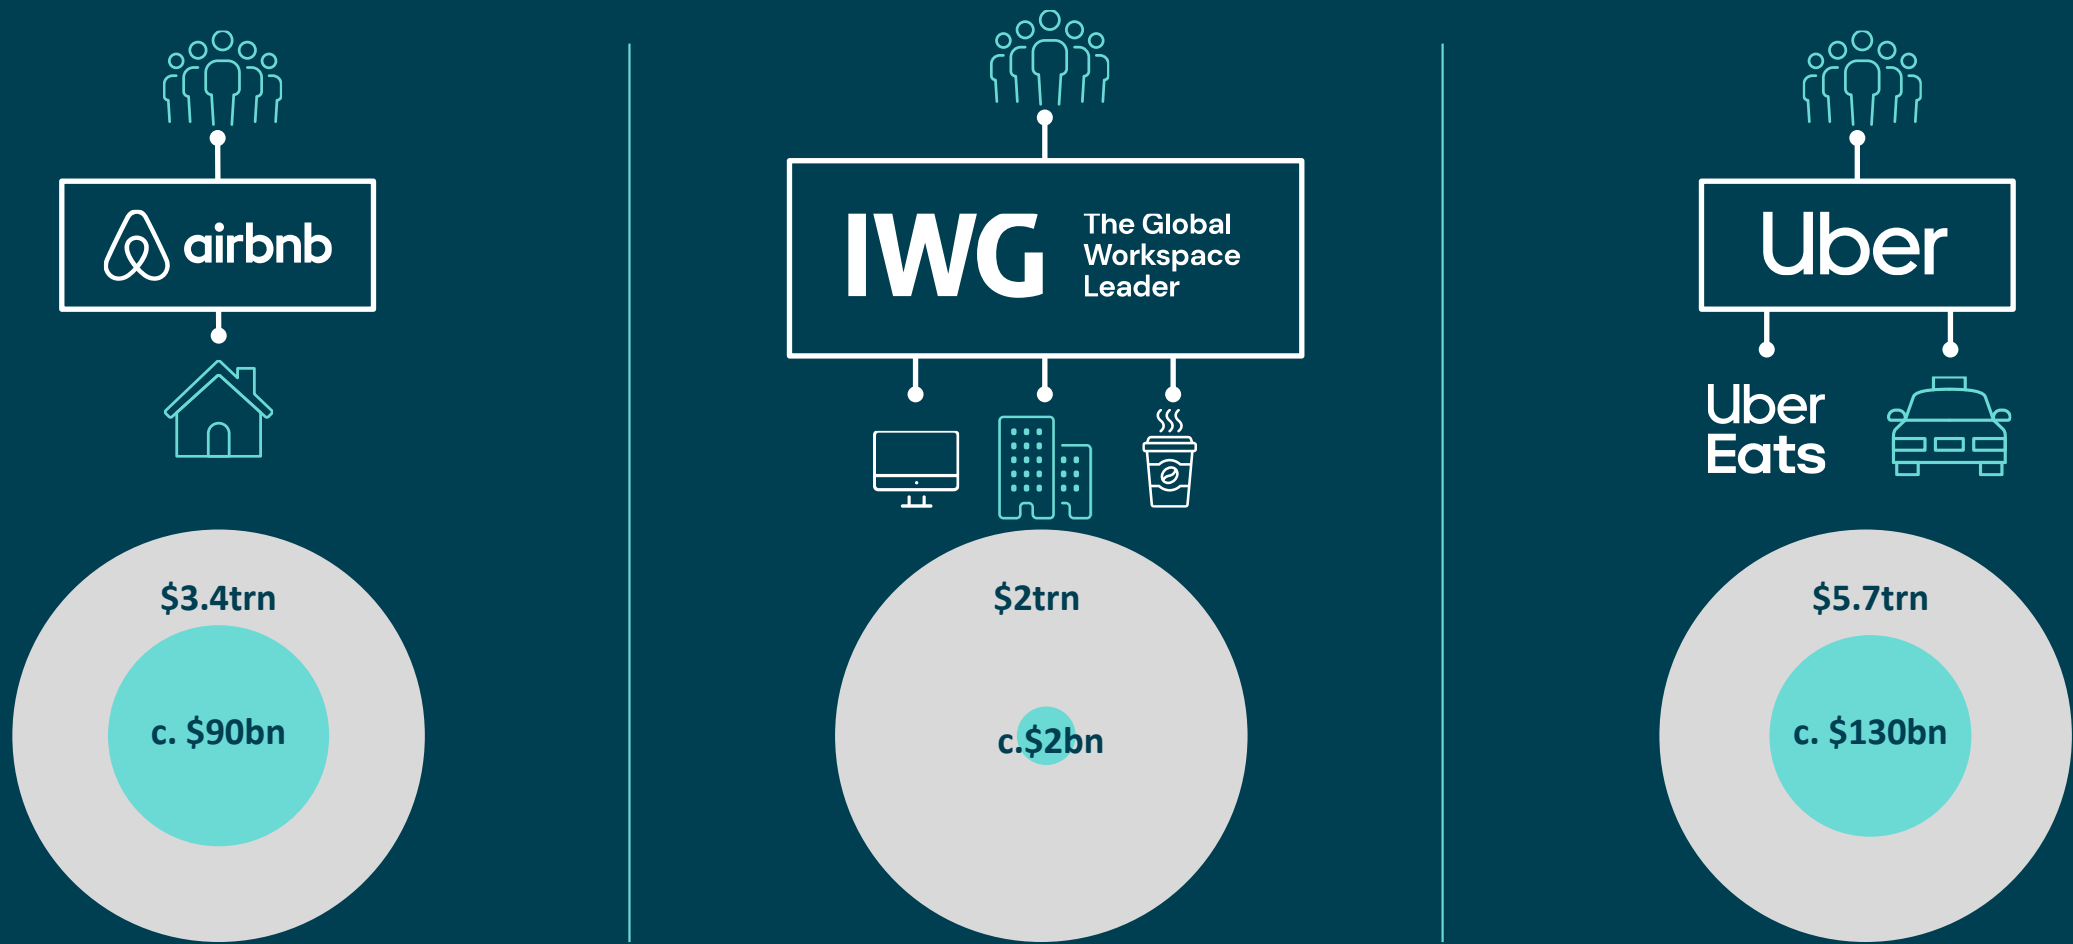 airbnb
$3.4trn
c. $90bn
IWG
The Global
Workspace
Leader
$2trn
c.$2bn
Uber
Uber
Eats
$5.7trn
c. $130bn